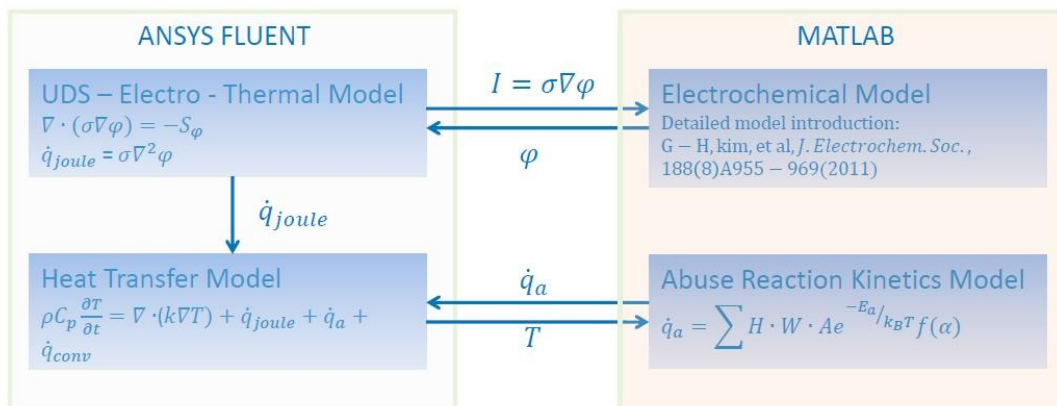 ANSYS FLUENT
UDS – Electro - Thermal Model
∇ · (σ∇φ) = −S_φ
q̇_joule = σ∇²φ
q̇_joule
Heat Transfer Model
ρC_p ∂T/∂t = ∇ ·(k∇T) + q̇_joule + q̇_a +
q̇_conv
I = σ∇φ
φ
q̇_a
T
MATLAB
Electrochemical Model
Detailed model introduction:
G − H, kim, et al, J. Electrochem. Soc. ,
188(8)A955 − 969(2011)
Abuse Reaction Kinetics Model
q̇_a = ∑ H · W · Ae^(−E_a/k_BT) f(α)